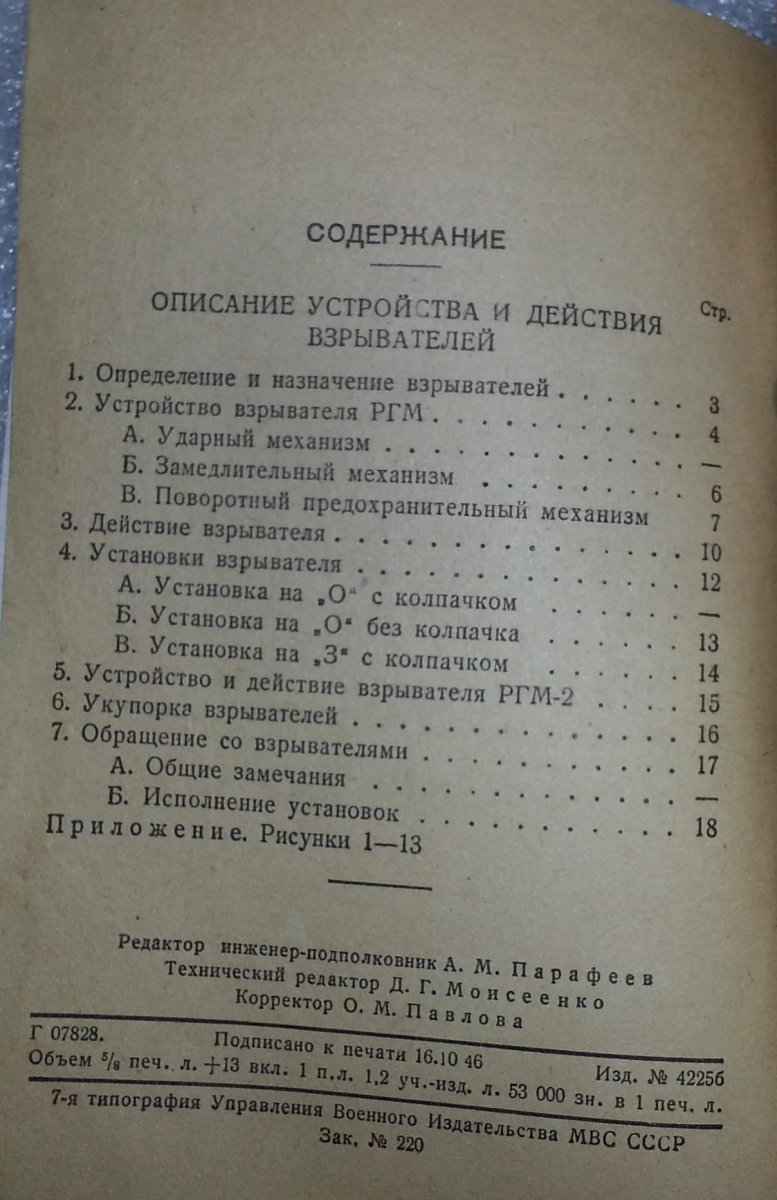 СОДЕРЖАНИЕ
ОПИСАНИЕ УСТРОЙСТВА И ДЕЙСТВИЯ Стр.
ВЗРЫВАТЕЛЕЙ
1. Определение и назначение взрывателей . . . . . . 3
2. Устройство взрывателя РГМ . . . . . . . . . . . 4
А. Ударный механизм . . . . . . . . . . . . —
Б. Замедлительный механизм . . . . . . . . . 6
В. Поворотный предохранительный механизм 7
3. Действие взрывателя . . . . . . . . . . . . . . 10
4. Установки взрывателя . . . . . . . . . . . . . 12
А. Установка на „О“ с колпачком . . . . . . —
Б. Установка на „О“ без колпачка . . . . . . 13
В. Установка на „З“ с колпачком . . . . . . 14
5. Устройство и действие взрывателя РГМ-2 . . . . 15
6. Укупорка взрывателей . . . . . . . . . . . . . 16
7. Обращение со взрывателями . . . . . . . . . . . 17
А. Общие замечания . . . . . . . . . . . . —
Б. Исполнение установок . . . . . . . . . . . 18
Приложение. Рисунки 1—13
Редактор инженер-подполковник А. М. Парафеев
Технический редактор Д. Г. Моисеенко
Корректор О. М. Павлова
Г 07828. Подписано к печати 16.10 46 Изд. № 4225б
Объем ⁵/₈ печ. л. +13 вкл. 1 п.л. 1,2 уч.-изд. л. 53 000 зн. в 1 печ. л.
7-я типография Управления Военного Издательства МВС СССР
Зак. № 220